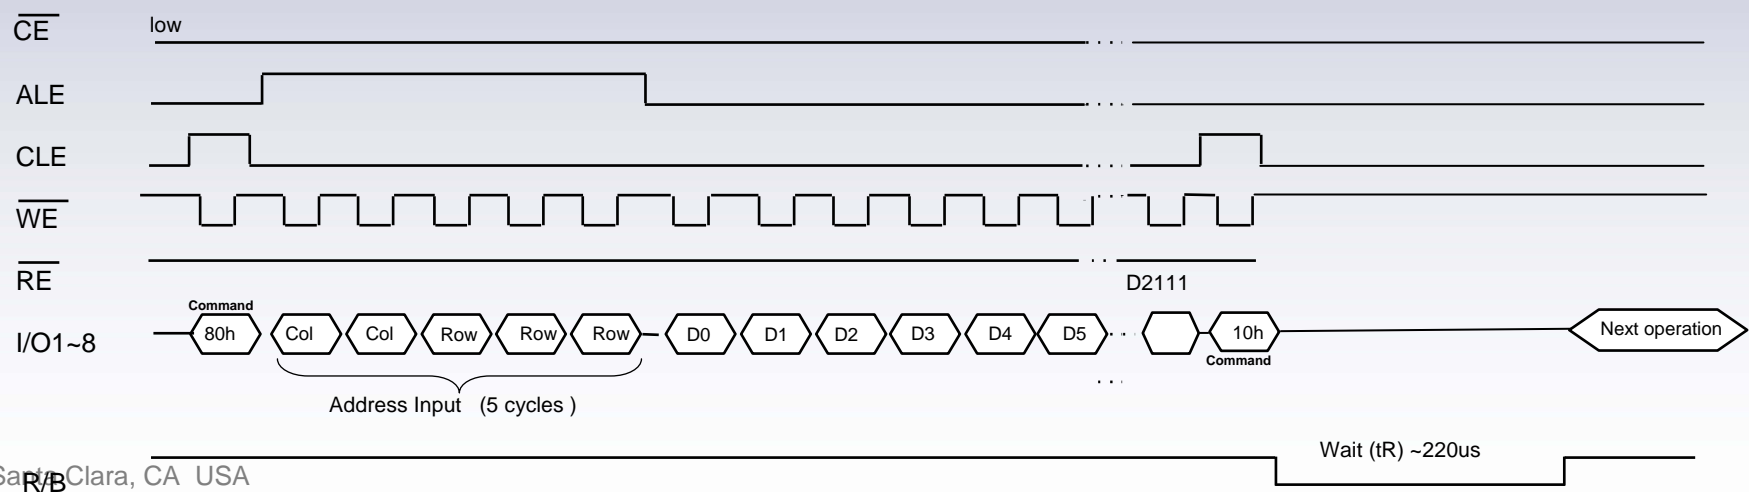 CE low
ALE
CLE
WE
RE
D2111
Command
I/O1~8 80h Col Col Row Row Row D0 D1 D2 D3 D4 D5 10h Next operation
Command
Address Input (5 cycles )
Wait (tR) ~220us
Santa Clara, CA USA
R/B